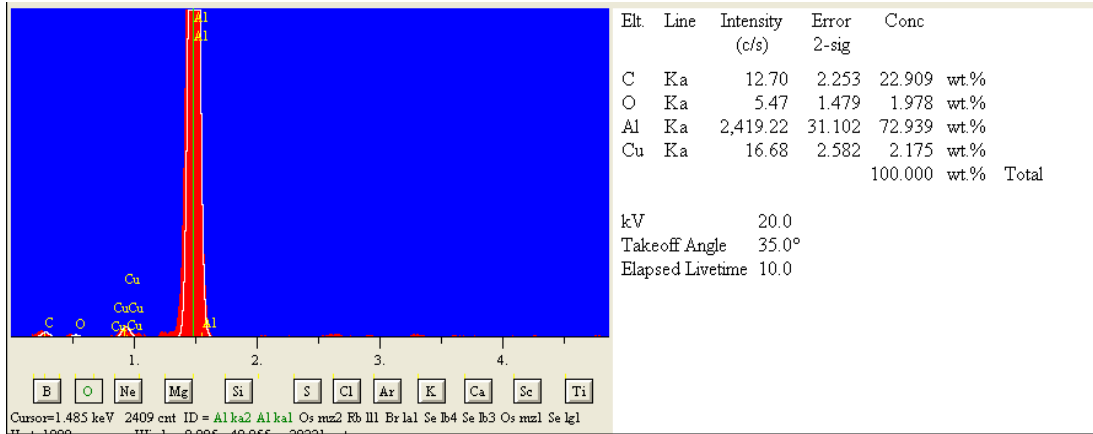 Al
Al
Cu
CuCu
C O CuCu Al
1. 2. 3. 4.
B O Ne Mg Si S Cl Ar K Ca Sc Ti
Cursor=1.485 keV 2409 cnt ID = Al ka2 Al ka1 Os mz2 Rb ll1 Br la1 Se lb4 Se lb3 Os mz1 Se lg1
Elt. Line Intensity Error Conc
(c/s) 2-sig
C Ka 12.70 2.253 22.909 wt.%
O Ka 5.47 1.479 1.978 wt.%
Al Ka 2,419.22 31.102 72.939 wt.%
Cu Ka 16.68 2.582 2.175 wt.%
100.000 wt.% Total
kV 20.0
Takeoff Angle 35.0°
Elapsed Livetime 10.0